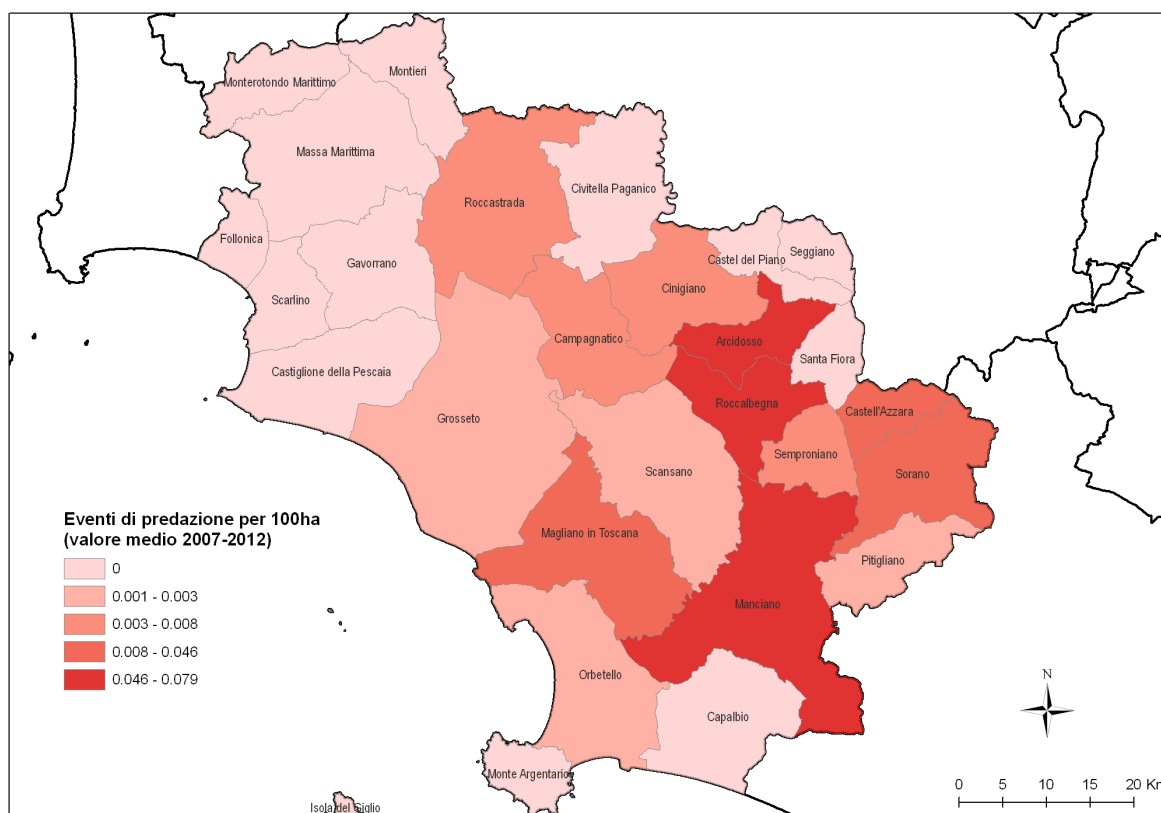 Montieri
Monterotondo Marittimo
Massa Marittima
Civitella Paganico
Roccastrada
Follonica
Gavorrano
Castel del Piano
Seggiano
Scarlino
Cinigiano
Campagnatico
Arcidosso
Santa Fiora
Castiglione della Pescaia
Roccalbegna
Castell'Azzara
Grosseto
Semproniano
Scansano
Sorano
Magliano in Toscana
Pitigliano
Manciano
Orbetello
Capalbio
Monte Argentario
Isola del Giglio
Eventi di predazione per 100ha
(valore medio 2007-2012)
0
0.001 - 0.003
0.003 - 0.008
0.008 - 0.046
0.046 - 0.079
N
0 5 10 15 20 Km